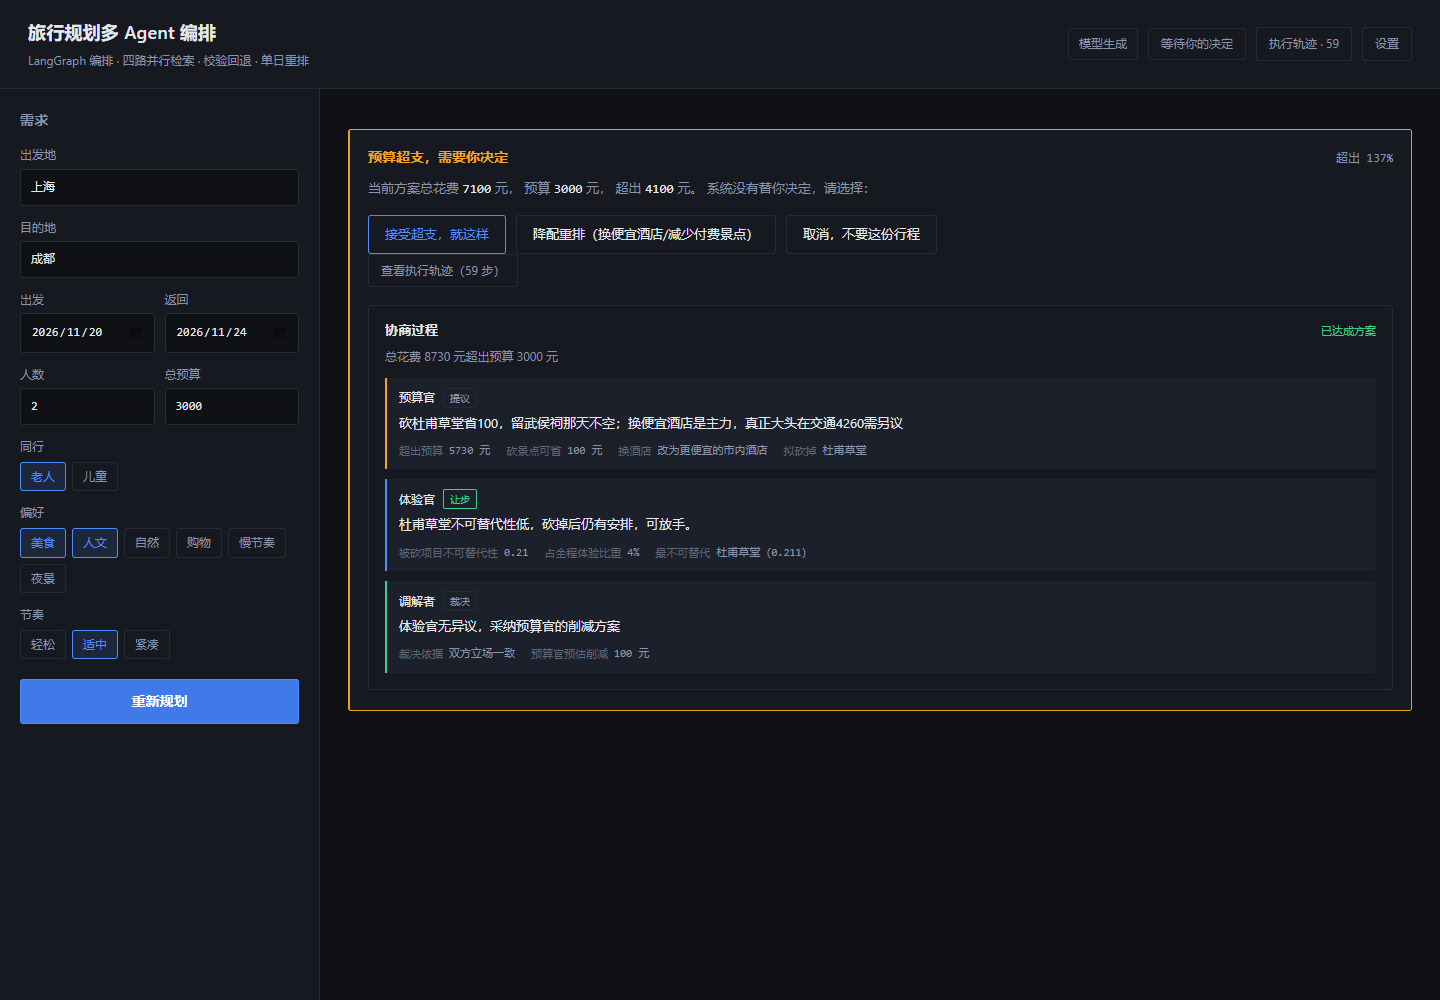 旅行规划多 Agent 编排
LangGraph 编排 · 四路并行检索 · 校验回退 · 单日重排
模型生成
等待你的决定
执行轨迹 · 59
设置
需求
出发地
上海
目的地
成都
出发 返回
2026/11/20 2026/11/24
人数 总预算
2 3000
同行
老人 儿童
偏好
美食 人文 自然 购物 慢节奏
夜景
节奏
轻松 适中 紧凑
重新规划
预算超支，需要你决定 超出 137%
当前方案总花费 7100 元， 预算 3000 元， 超出 4100 元。 系统没有替你决定，请选择：
接受超支，就这样 降配重排（换便宜酒店/减少付费景点） 取消，不要这份行程
查看执行轨迹（59 步）
协商过程 已达成方案
总花费 8730 元超出预算 3000 元
预算官 提议
砍杜甫草堂省100，留武侯祠那天不空；换便宜酒店是主力，真正大头在交通4260需另议
超出预算 5730 元 砍景点可省 100 元 换酒店 改为更便宜的市内酒店 拟砍掉 杜甫草堂
体验官 让步
杜甫草堂不可替代性低，砍掉后仍有安排，可放手。
被砍项目不可替代性 0.21 占全程体验比重 4% 最不可替代 杜甫草堂（0.211）
调解者 裁决
体验官无异议，采纳预算官的削减方案
裁决依据 双方立场一致 预算官预估削减 100 元